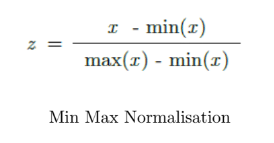 z = x - min(x) / max(x) - min(x)
Min Max Normalisation